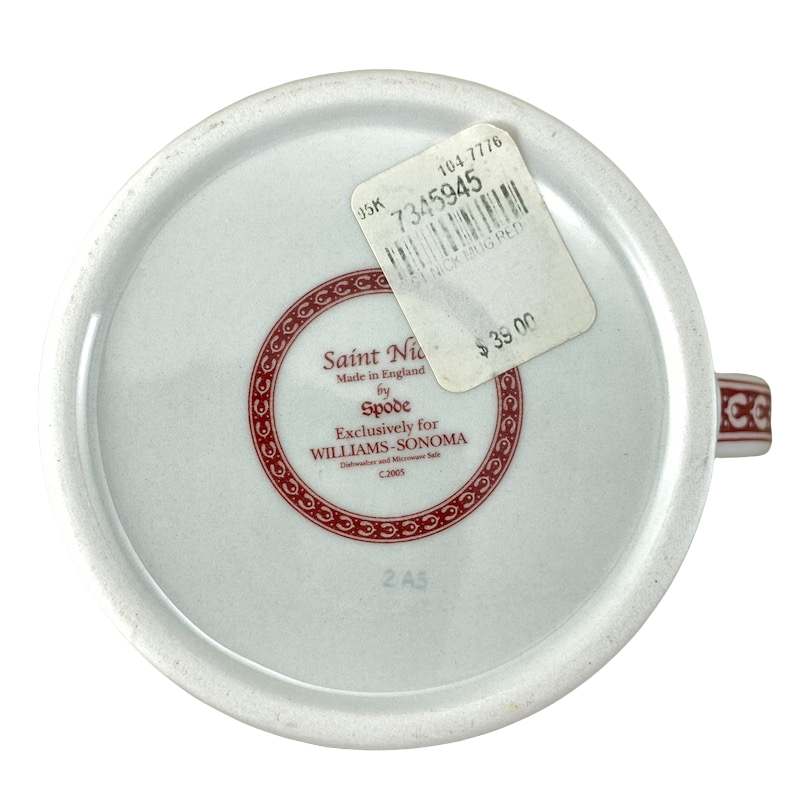 104 7776
05K 7345945
NICK MUG RED
$ 39.00
Saint Nic
Made in England
by
Spode
Exclusively for
WILLIAMS-SONOMA
Dishwasher and Microwave Safe
C.2005
2 A5